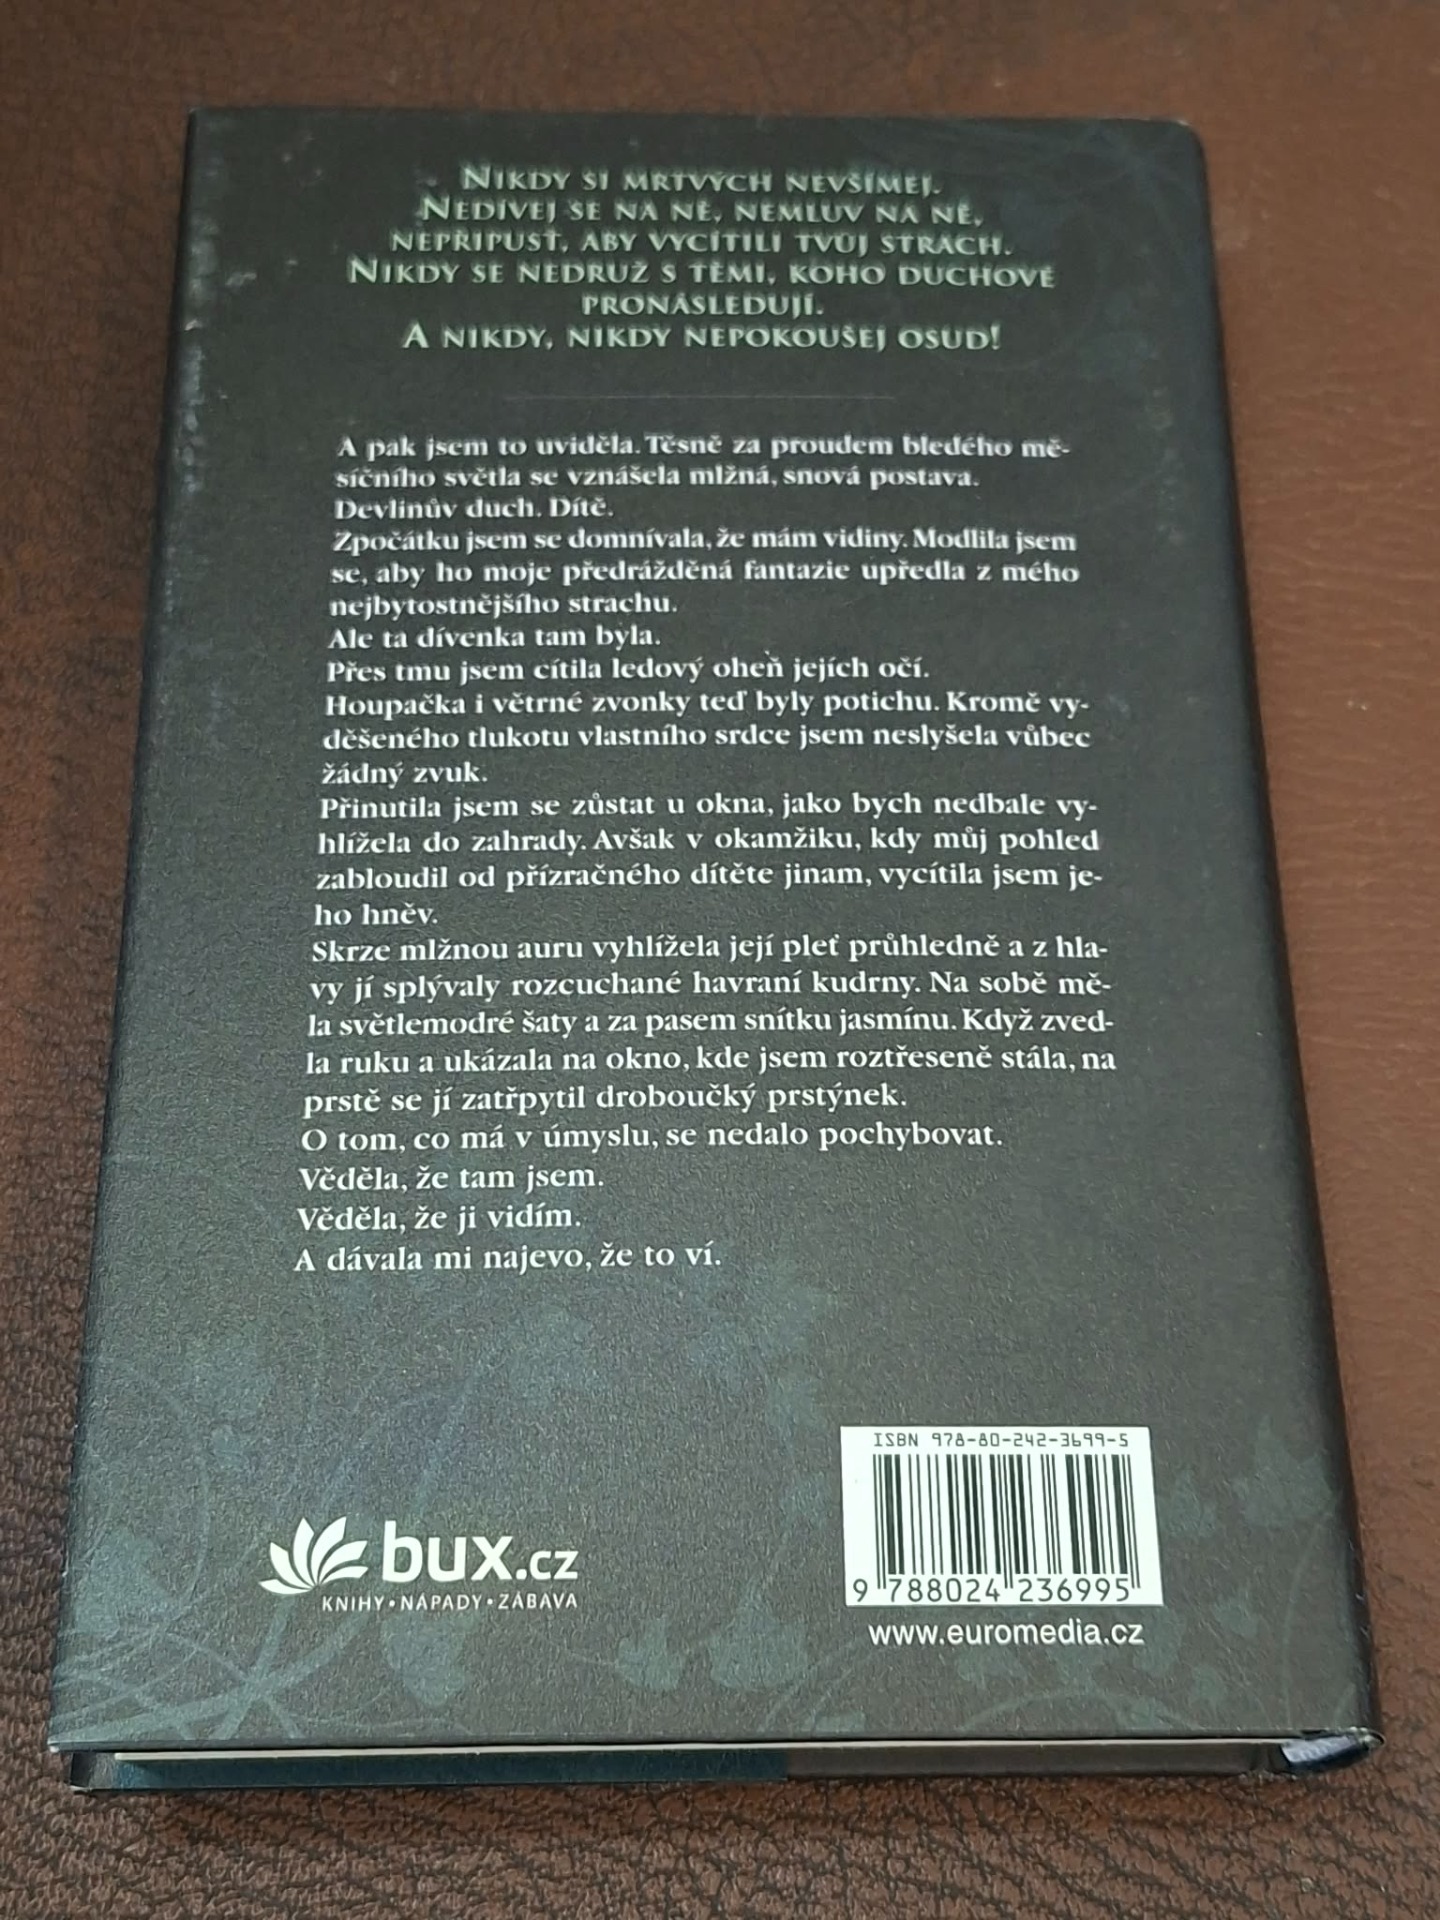 Nikdy si mrtvých nevšímej.
Nedívej se na ně, nemluv na ně,
nepřipusť, aby vycítili tvůj strach.
Nikdy se nedruž s těmi, koho duchové
pronásledují.
A nikdy, nikdy nepokoušej osud!
A pak jsem to uviděla. Těsně za proudem bledého mě-
síčního světla se vznášela mlžná, snová postava.
Devlinův duch. Dítě.
Zpočátku jsem se domnívala, že mám vidiny. Modlila jsem
se, aby ho moje předrážděná fantazie upředla z mého
nejbytostnějšího strachu.
Ale ta dívenka tam byla.
Přes tmu jsem cítila ledový oheň jejích očí.
Houpačka i větrné zvonky teď byly potichu. Kromě vy-
děšeného tlukotu vlastního srdce jsem neslyšela vůbec
žádný zvuk.
Přinutila jsem se zůstat u okna, jako bych nedbale vy-
hlížela do zahrady. Avšak v okamžiku, kdy můj pohled
zabloudil od přízračného dítěte jinam, vycítila jsem je-
ho hněv.
Skrze mlžnou auru vyhlížela její pleť průhledně a z hla-
vy jí splývaly rozcuchané havraní kudrny. Na sobě mě-
la světlemodré šaty a za pasem snítku jasmínu. Když zved-
la ruku a ukázala na okno, kde jsem roztřeseně stála, na
prstě se jí zatřpytil droboučký prstýnek.
O tom, co má v úmyslu, se nedalo pochybovat.
Věděla, že tam jsem.
Věděla, že ji vidím.
A dávala mi najevo, že to ví.
bux.cz
KNIHY • NÁPADY • ZÁBAVA
ISBN 978-80-242-3699-5
9 788024 236995
www.euromedia.cz